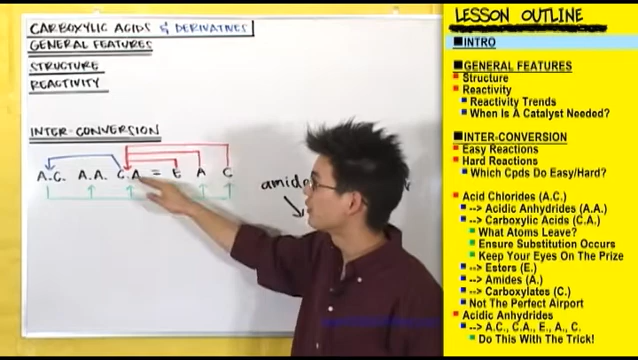 CARBOXYLIC ACIDS & DERIVATIVES
GENERAL FEATURES
STRUCTURE
REACTIVITY
INTER-CONVERSION
A.C. A.A. C.A. = E A C
LESSON OUTLINE
INTRO
GENERAL FEATURES
Structure
Reactivity
Reactivity Trends
When Is A Catalyst Needed?
INTER-CONVERSION
Easy Reactions
Hard Reactions
Which Cpds Do Easy/Hard?
Acid Chlorides (A.C.)
--> Acidic Anhydrides (A.A.)
--> Carboxylic Acids (C.A.)
What Atoms Leave?
Ensure Substitution Occurs
Keep Your Eyes On The Prize
--> Esters (E.)
--> Amides (A.)
--> Carboxylates (C.)
Not The Perfect Airport
Acidic Anhydrides
--> A.C., C.A., E., A., C.
Do This With The Trick!